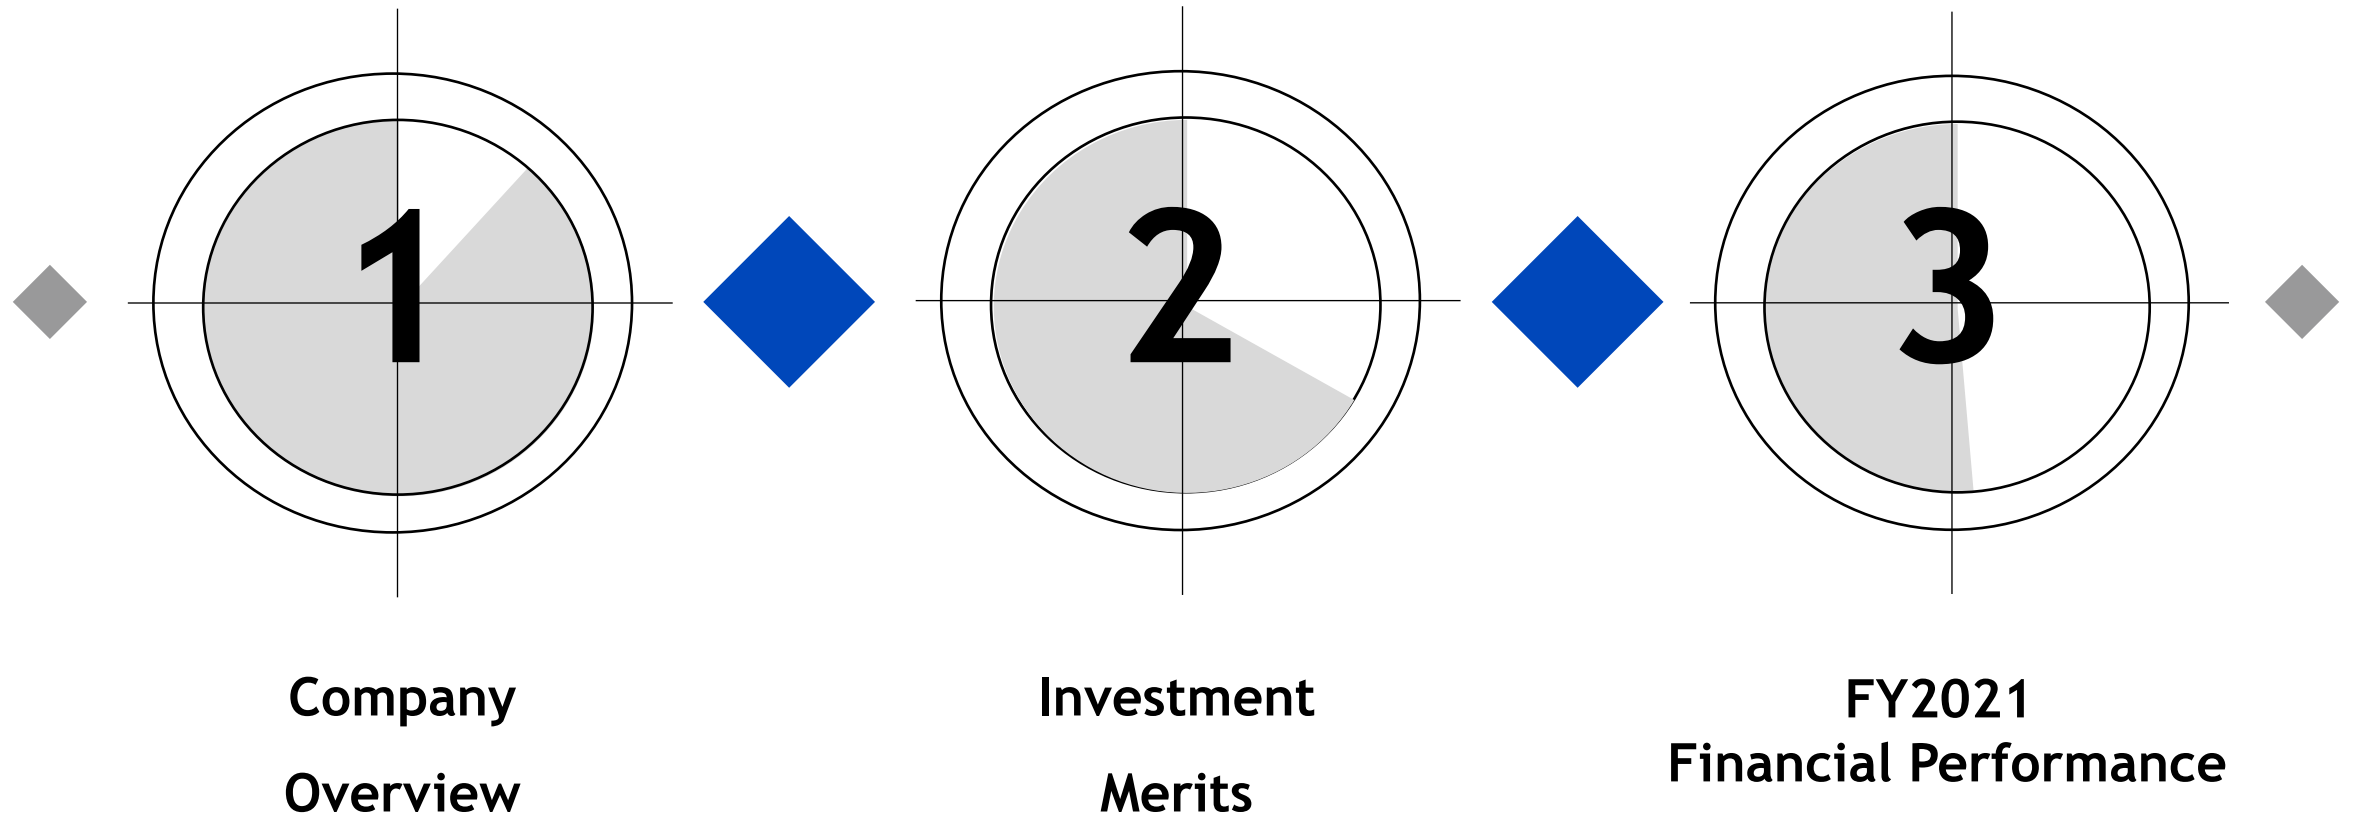 1
2
3
Company
Overview
Investment
Merits
FY2021
Financial Performance